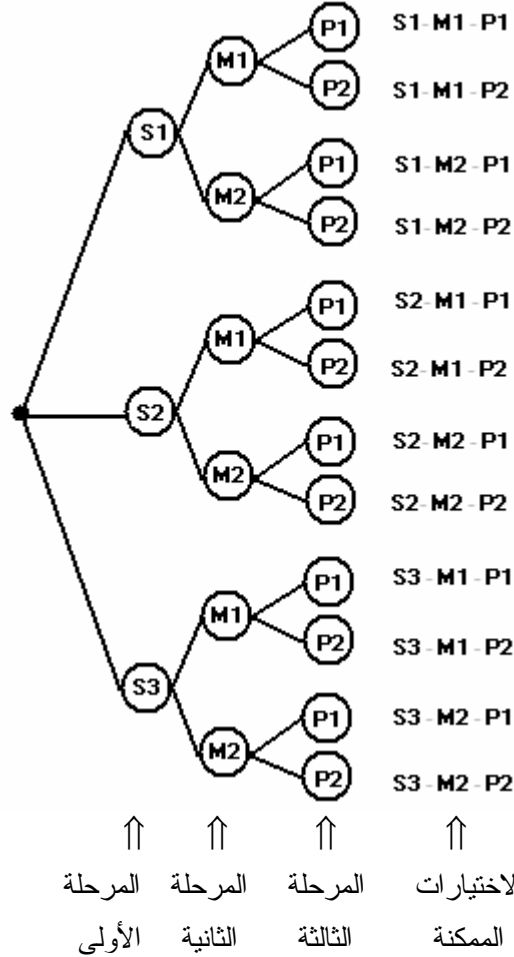 P1 S1-M1-P1
M1
P2 S1-M1-P2
S1
P1 S1-M2-P1
M2
P2 S1-M2-P2
P1 S2-M1-P1
M1
P2 S2-M1-P2
S2
P1 S2-M2-P1
M2
P2 S2-M2-P2
P1 S3-M1-P1
M1
P2 S3-M1-P2
S3
P1 S3-M2-P1
M2
P2 S3-M2-P2
⇑ ⇑ ⇑ ⇑
المرحلة المرحلة المرحلة لاختيارات
الأولى الثانية الثالثة الممكنة